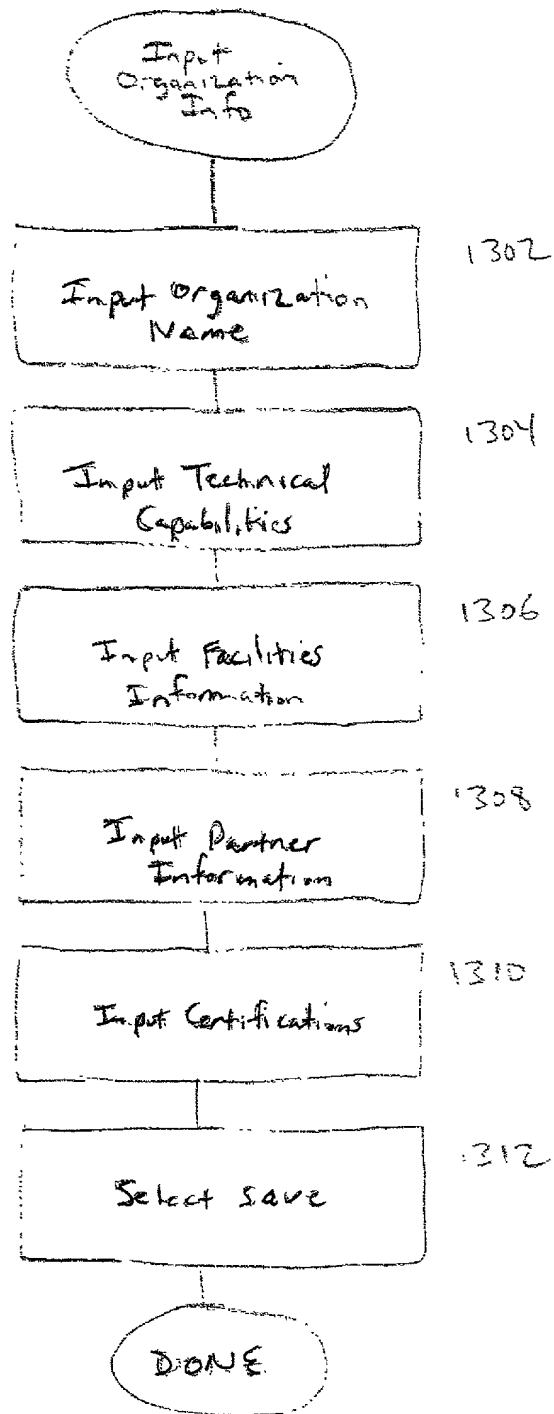 Input
Organization
Info
1302
Input Organization
Name
1304
Input Technical
Capabilities
1306
Input Facilities
Information
1308
Input Partner
Information
1310
Input Certifications
1312
Select Save
DONE